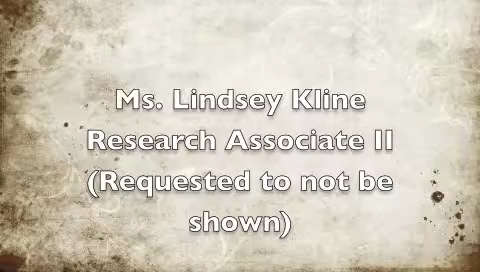 Ms. Lindsey Kline
Research Associate II
(Requested to not be
shown)